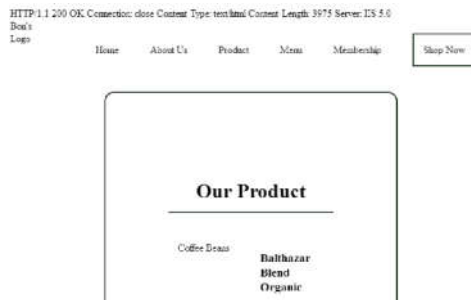 HTTP/1.1 200 OK Connection: close Content Type: text/html Content Length: 3975 Server: IIS 5.0
Bon's
Logo
Home About Us Product Menu Membership Shop Now
Our Product
Coffee Beans
Balthazar
Blend
Organic